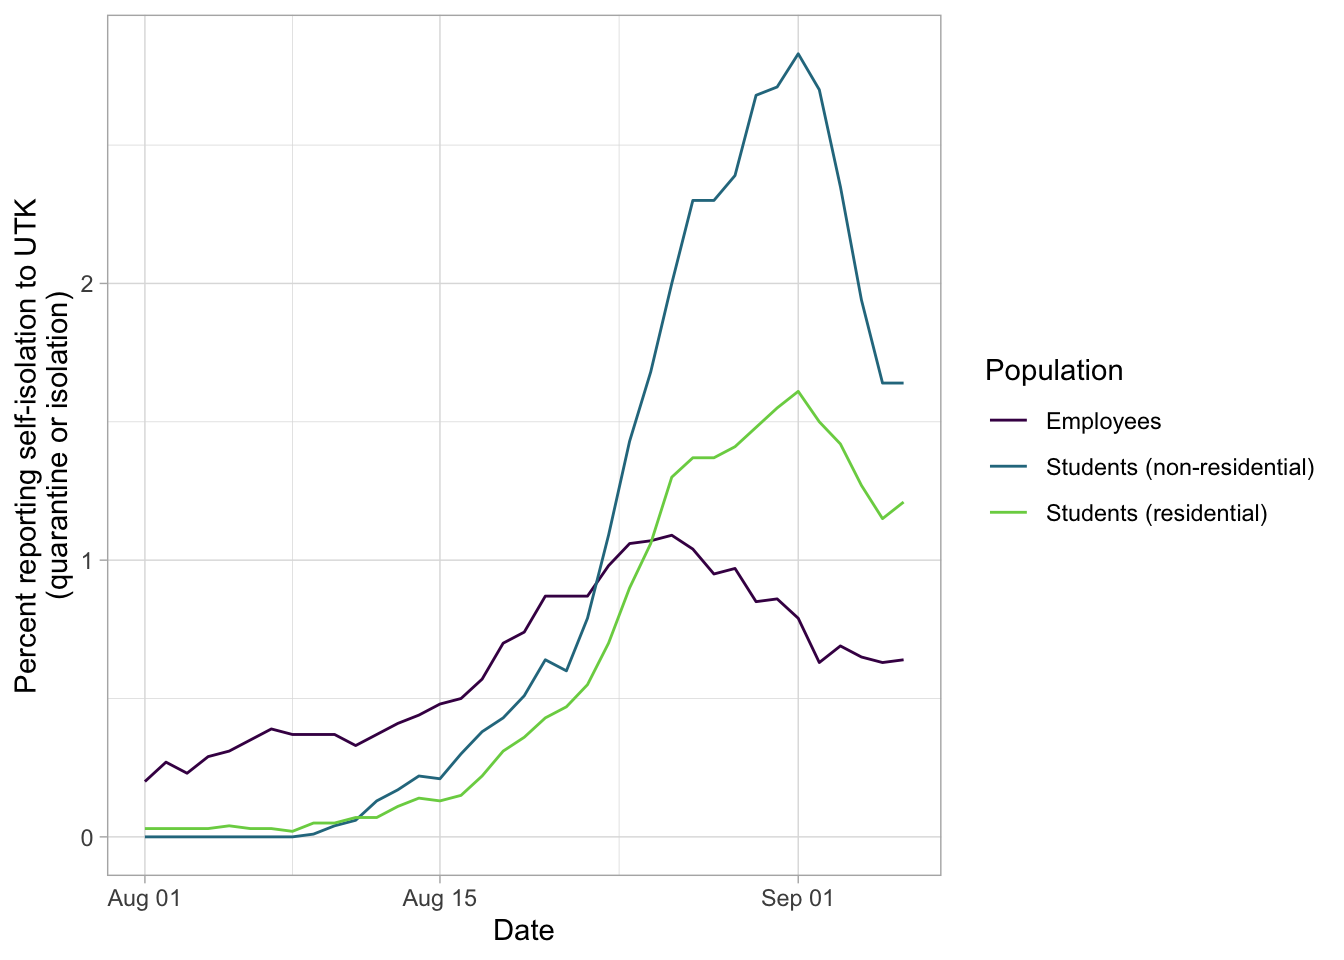 Percent reporting self-isolation to UTK
(quarantine or isolation)
2
1
0
Aug 01
Aug 15
Sep 01
Date
Population
Employees
Students (non-residential)
Students (residential)